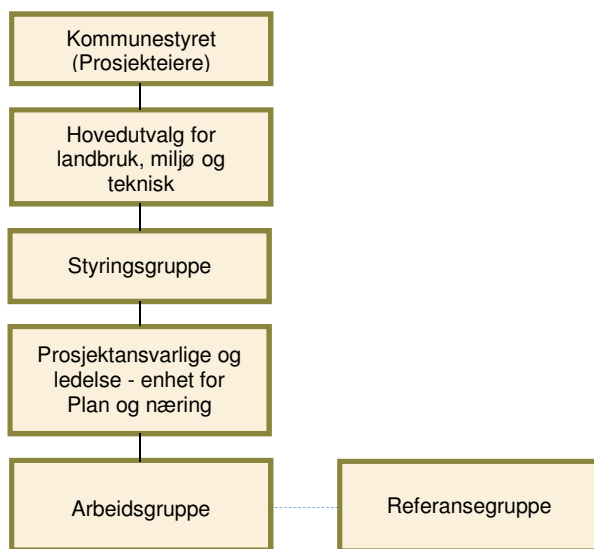 Kommunestyret
(Prosjekteiere)
Hovedutvalg for
landbruk, miljø og
teknisk
Styringsgruppe
Prosjektansvarlige og
ledelse - enhet for
Plan og næring
Arbeidsgruppe
Referansegruppe